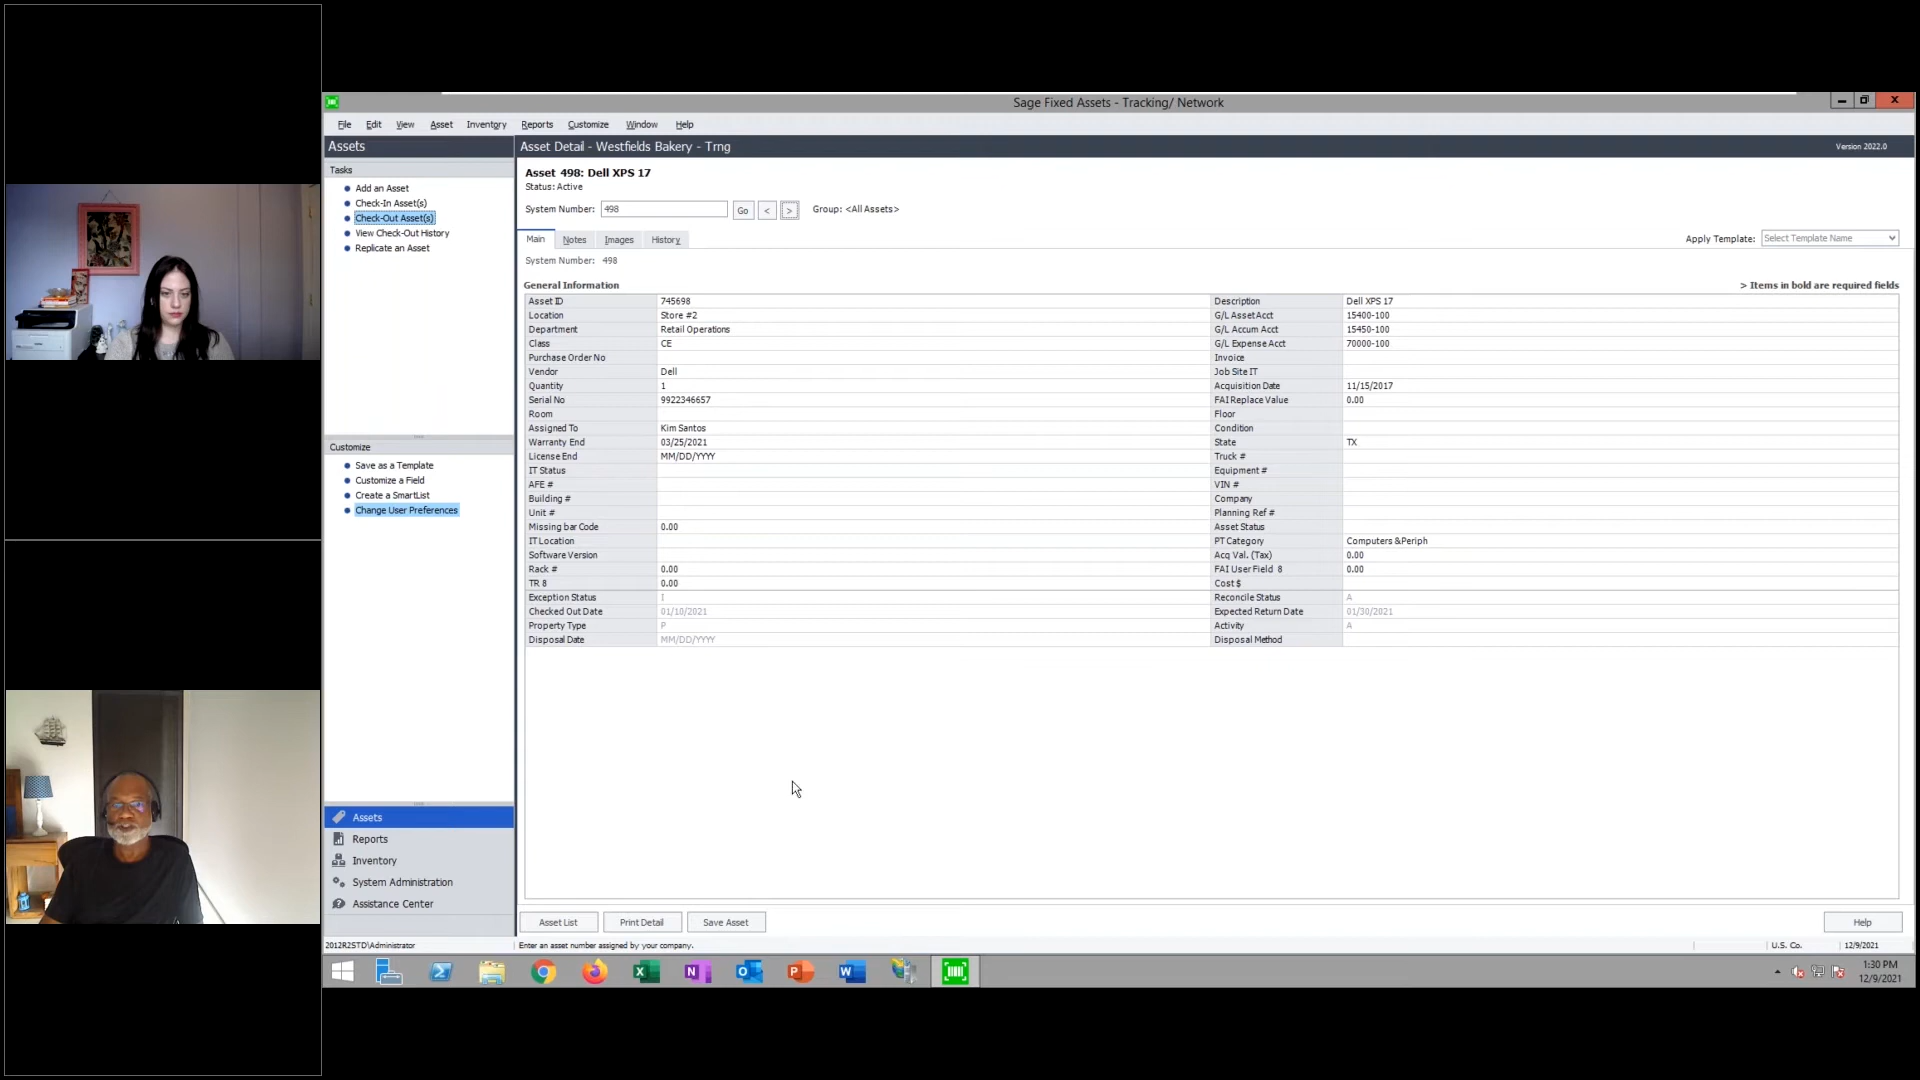 Sage Fixed Assets - Tracking/ Network
File Edit View Asset Inventory Reports Customize Window Help
Assets
Asset Detail - Westfields Bakery - Trng
Version 2022.0
Tasks
Add an Asset
Check-In Asset(s)
Check-Out Asset(s)
View Check-Out History
Replicate an Asset
Customize
Save as a Template
Customize a Field
Create a SmartList
Change User Preferences
Assets
Reports
Inventory
System Administration
Assistance Center
Asset 498: Dell XPS 17
Status: Active
System Number: 498 Go < > Group: <All Assets>
Main Notes Images History
Apply Template: Select Template Name
System Number: 498
General Information
> Items in bold are required fields
Asset ID 745698 Description Dell XPS 17
Location Store #2 G/L Asset Acct 15400-100
Department Retail Operations G/L Accum Acct 15450-100
Class CE G/L Expense Acct 70000-100
Purchase Order No Invoice
Vendor Dell Job Site IT
Quantity 1 Acquisition Date 11/15/2017
Serial No 9922346657 FAI Replace Value 0.00
Room Floor
Assigned To Kim Santos Condition
Warranty End 03/25/2021 State TX
License End MM/DD/YYYY Truck #
IT Status Equipment #
AFE # VIN #
Building # Company
Unit # Planning Ref #
Missing bar Code 0.00 Asset Status
IT Location PT Category Computers &Periph
Software Version Acq Val. (Tax) 0.00
Rack # 0.00 FAI User Field 8 0.00
TR 8 0.00 Cost $
Exception Status I Reconcile Status A
Checked Out Date 01/10/2021 Expected Return Date 01/30/2021
Property Type P Activity A
Disposal Date MM/DD/YYYY Disposal Method
Asset List Print Detail Save Asset Help
2012R2STD\Administrator Enter an asset number assigned by your company. U.S. Co. 12/9/2021
1:30 PM
12/9/2021